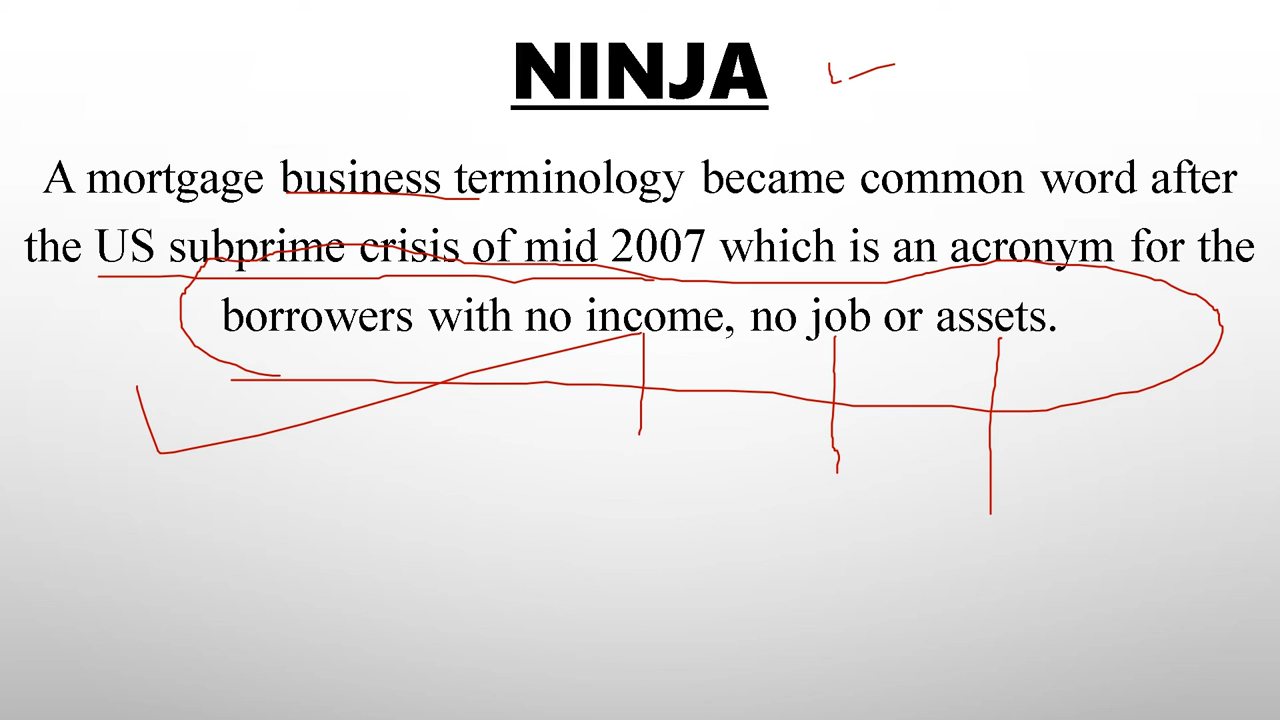 NINJA
A mortgage business terminology became common word after
the US subprime crisis of mid 2007 which is an acronym for the
borrowers with no income, no job or assets.